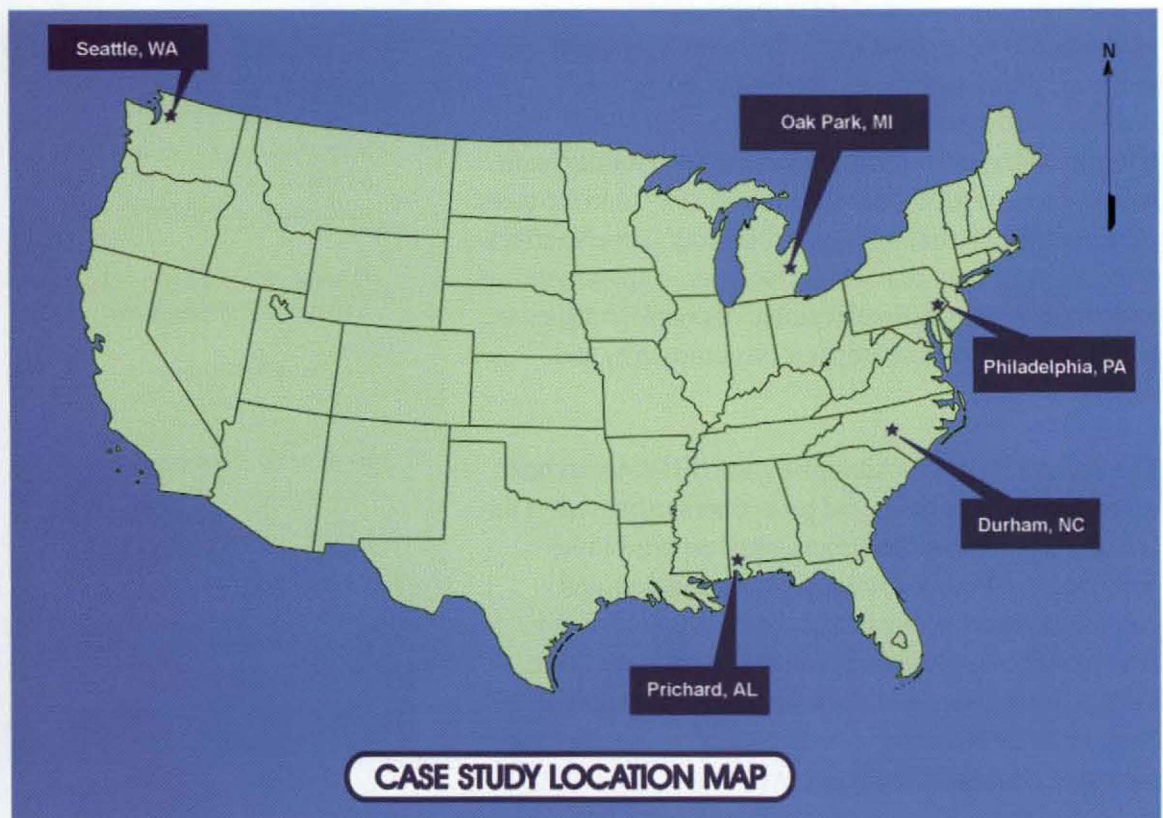 Seattle, WA
N
Oak Park, MI
Philadelphia, PA
Durham, NC
Prichard, AL
CASE STUDY LOCATION MAP